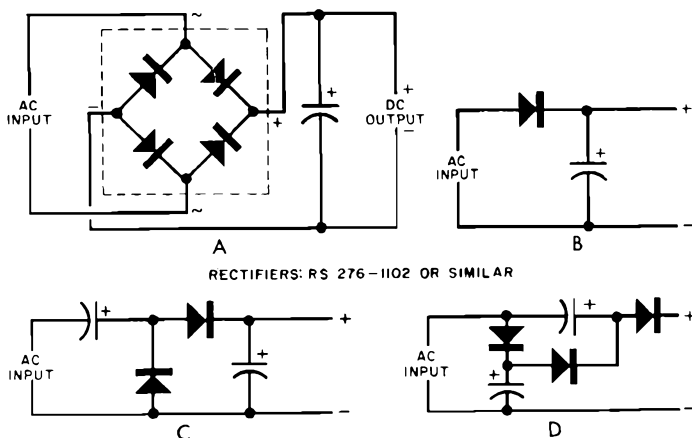 ~
AC
INPUT
−
+
~
+
+
DC
OUTPUT
−
A
AC
INPUT
+
+
−
B
RECTIFIERS: RS 276-1102 OR SIMILAR
AC
INPUT
+
+
+
−
C
AC
INPUT
+
+
+
−
D